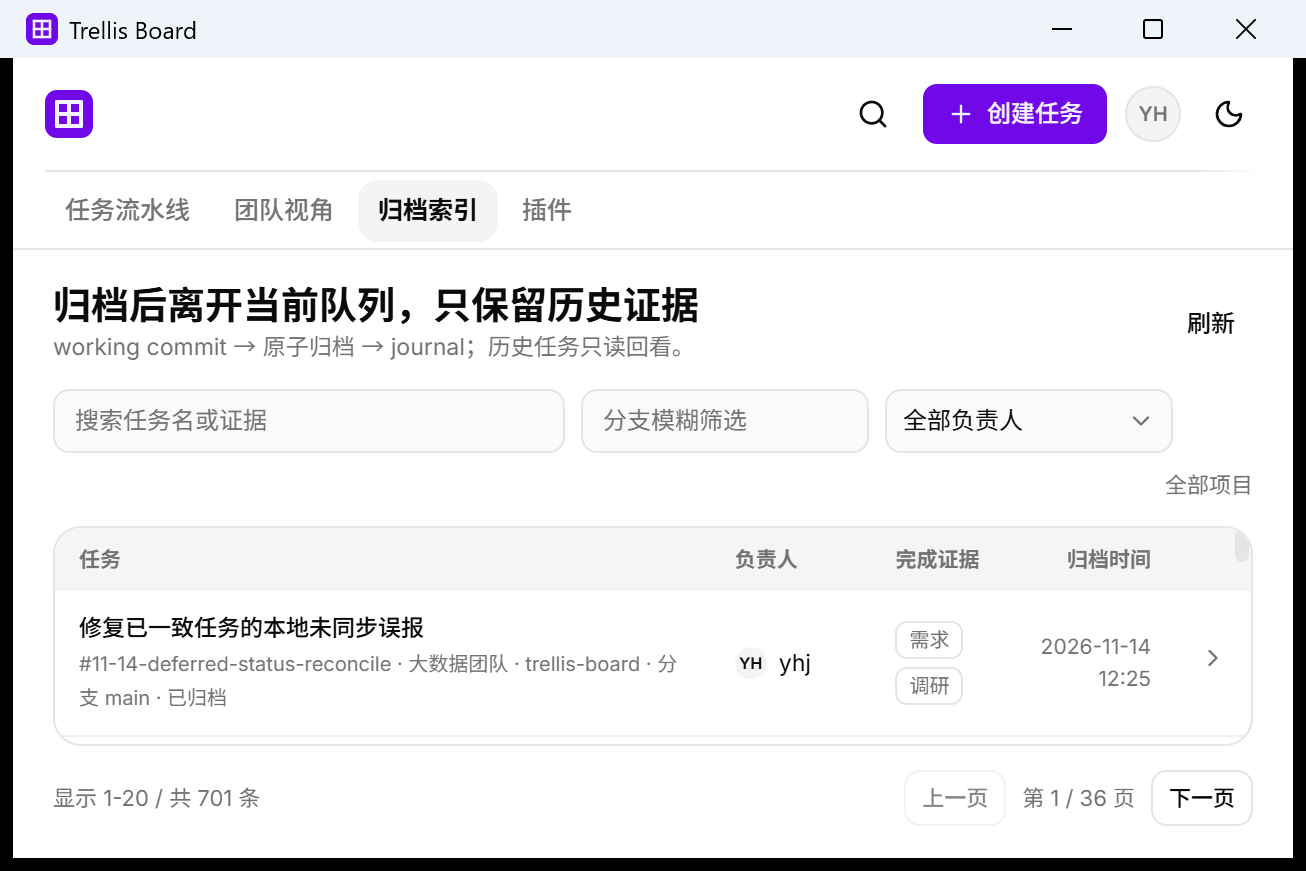 Trellis Board
创建任务
YH
任务流水线
团队视角
归档索引
插件
归档后离开当前队列，只保留历史证据
刷新
working commit → 原子归档 → journal；历史任务只读回看。
搜索任务名或证据
分支模糊筛选
全部负责人
全部项目
任务
负责人
完成证据
归档时间
修复已一致任务的本地未同步误报
#11-14-deferred-status-reconcile · 大数据团队 · trellis-board · 分
支 main · 已归档
YH
yhj
需求
调研
2026-11-14
12:25
显示 1-20 / 共 701 条
上一页
第 1 / 36 页
下一页